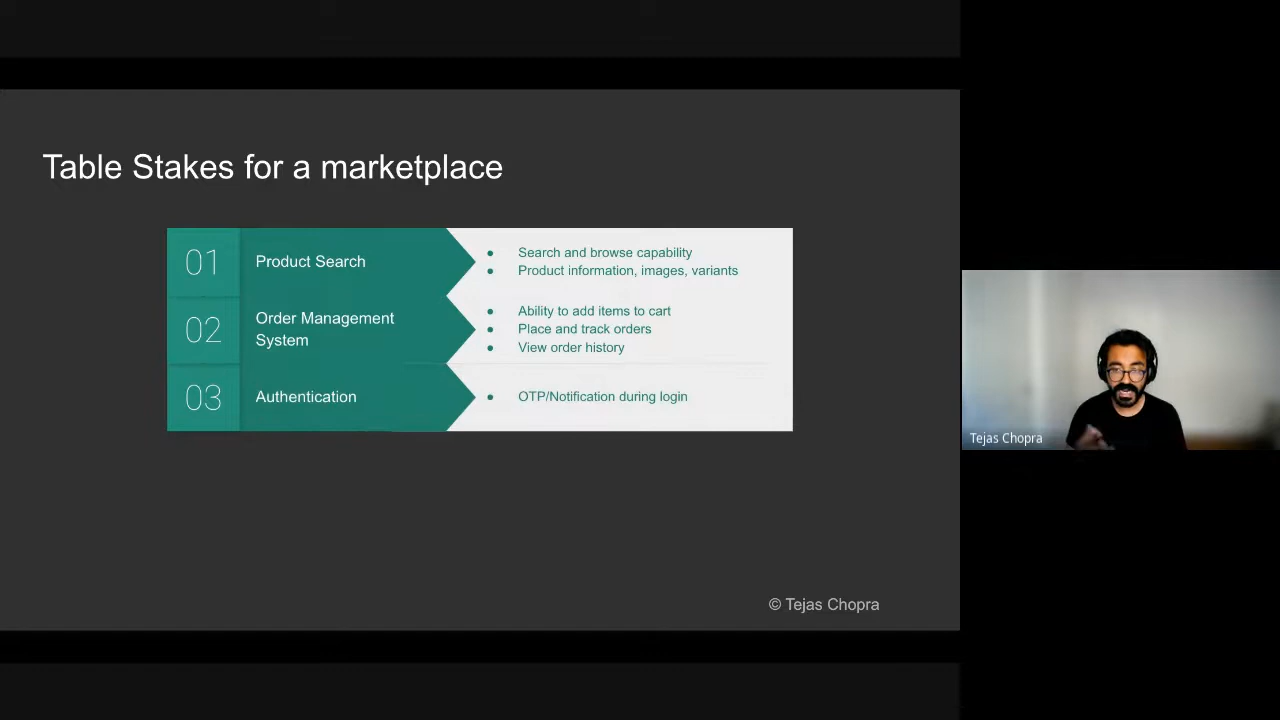 Table Stakes for a marketplace
01
Product Search
● Search and browse capability
● Product information, images, variants
02
Order Management
System
● Ability to add items to cart
● Place and track orders
● View order history
03
Authentication
● OTP/Notification during login
© Tejas Chopra
Tejas Chopra